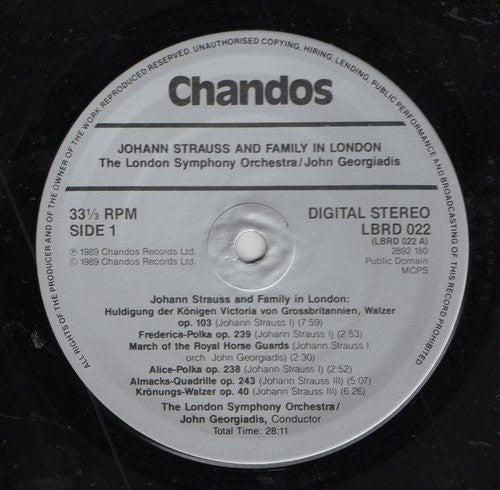 ALL RIGHTS OF THE PRODUCER AND OF THE OWNER OF THE WORK REPRODUCED RESERVED. UNAUTHORISED COPYING, HIRING, LENDING, PUBLIC PERFORMANCE AND BROADCASTING OF THIS RECORD PROHIBITED.
Chandos
JOHANN STRAUSS AND FAMILY IN LONDON
The London Symphony Orchestra/John Georgiadis
33⅓ RPM
SIDE 1
℗ 1989 Chandos Records Ltd.
© 1989 Chandos Records Ltd.
DIGITAL STEREO
LBRD 022
(LBRD 022 A)
2892 180
Public Domain
MCPS
Johann Strauss and Family in London:
Huldigung der Königen Victoria von Grossbritannien, Walzer
op. 103 (Johann Strauss I) (7:59)
Frederica-Polka op. 239 (Johann Strauss I) (2:53)
March of the Royal Horse Guards (Johann Strauss I.
orch. John Georgiadis) (2.30)
Alice-Polka op. 238 (Johann Strauss I) (2:52)
Almacks-Quadrille op. 243 (Johann Strauss III) (5:07)
Krönungs-Walzer op. 40 (Johann Strauss III) (6:26)
The London Symphony Orchestra/
John Georgiadis, Conductor
Total Time: 28:11